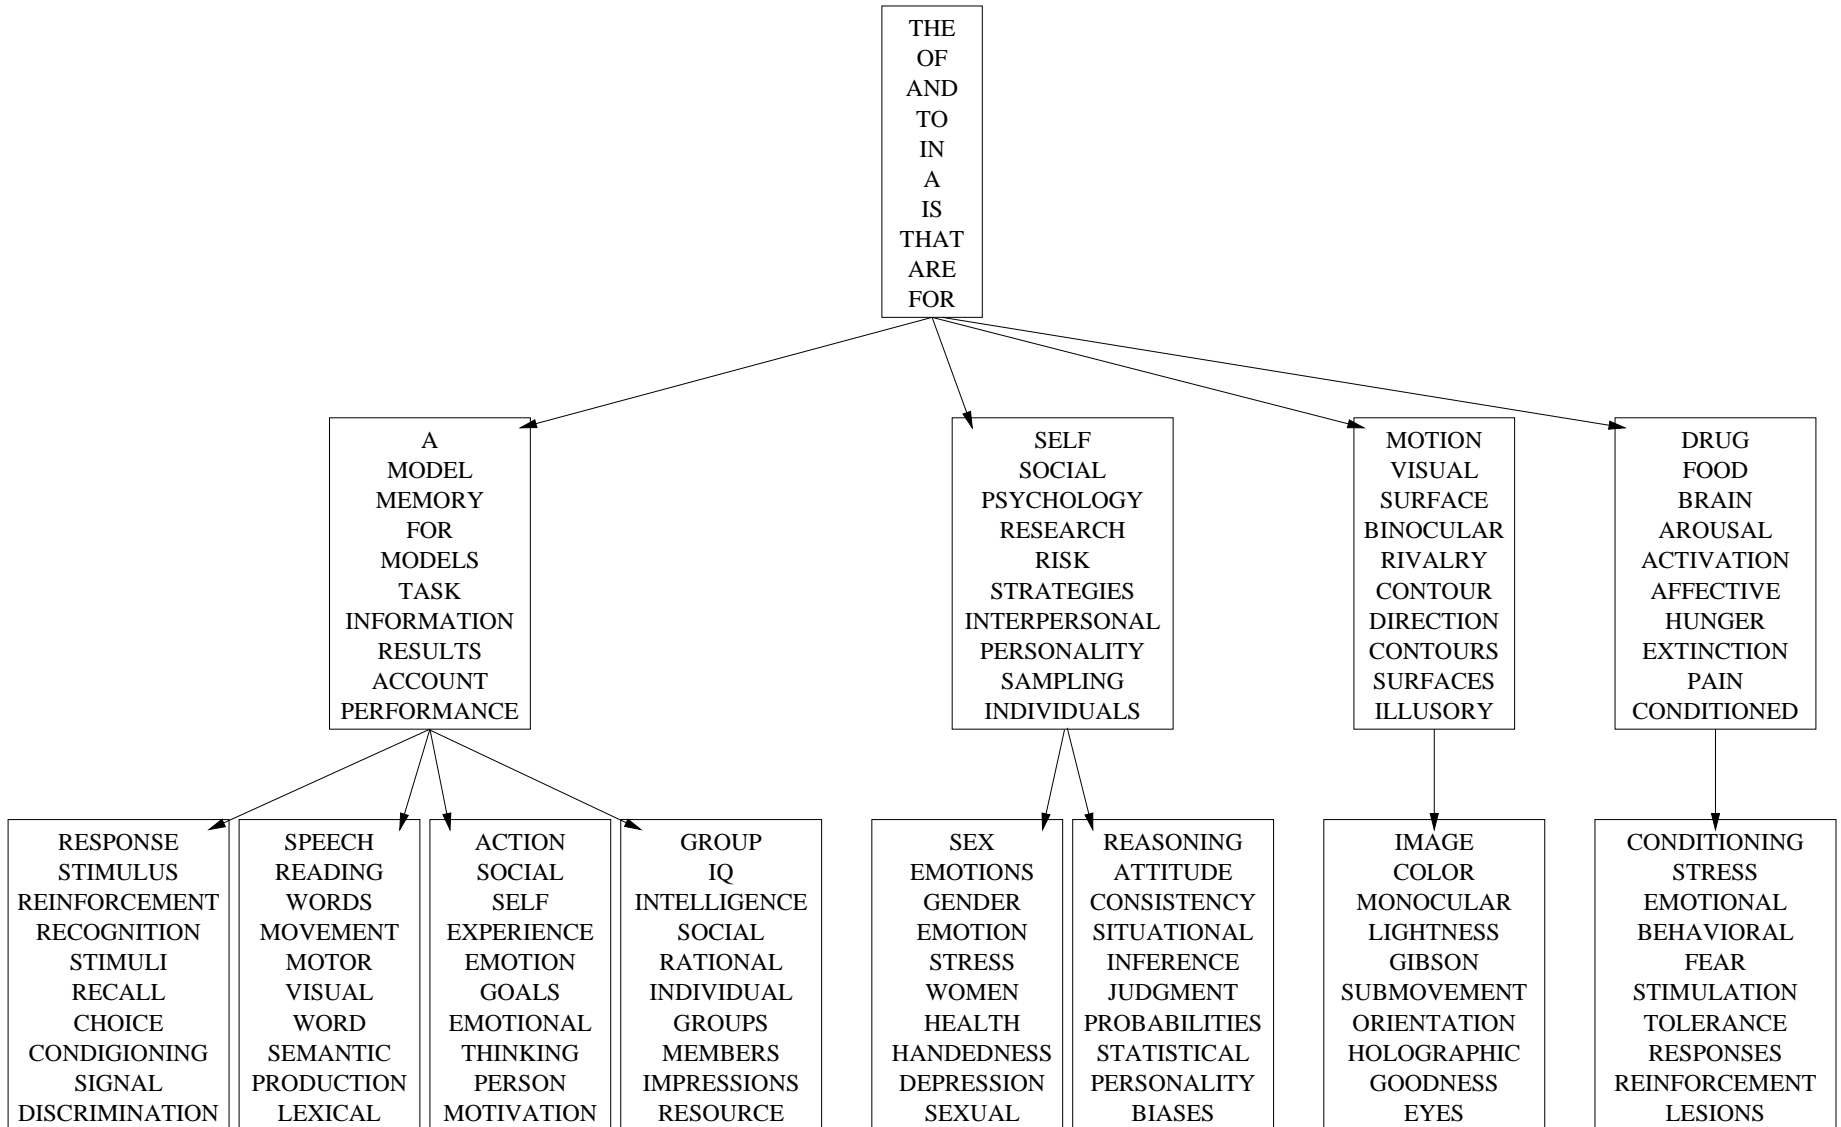 THE
OF
AND
TO
IN
A
IS
THAT
ARE
FOR
A
MODEL
MEMORY
FOR
MODELS
TASK
INFORMATION
RESULTS
ACCOUNT
PERFORMANCE
SELF
SOCIAL
PSYCHOLOGY
RESEARCH
RISK
STRATEGIES
INTERPERSONAL
PERSONALITY
SAMPLING
INDIVIDUALS
MOTION
VISUAL
SURFACE
BINOCULAR
RIVALRY
CONTOUR
DIRECTION
CONTOURS
SURFACES
ILLUSORY
DRUG
FOOD
BRAIN
AROUSAL
ACTIVATION
AFFECTIVE
HUNGER
EXTINCTION
PAIN
CONDITIONED
RESPONSE
STIMULUS
REINFORCEMENT
RECOGNITION
STIMULI
RECALL
CHOICE
CONDIGIONING
SIGNAL
DISCRIMINATION
SPEECH
READING
WORDS
MOVEMENT
MOTOR
VISUAL
WORD
SEMANTIC
PRODUCTION
LEXICAL
ACTION
SOCIAL
SELF
EXPERIENCE
EMOTION
GOALS
EMOTIONAL
THINKING
PERSON
MOTIVATION
GROUP
IQ
INTELLIGENCE
SOCIAL
RATIONAL
INDIVIDUAL
GROUPS
MEMBERS
IMPRESSIONS
RESOURCE
SEX
EMOTIONS
GENDER
EMOTION
STRESS
WOMEN
HEALTH
HANDEDNESS
DEPRESSION
SEXUAL
REASONING
ATTITUDE
CONSISTENCY
SITUATIONAL
INFERENCE
JUDGMENT
PROBABILITIES
STATISTICAL
PERSONALITY
BIASES
IMAGE
COLOR
MONOCULAR
LIGHTNESS
GIBSON
SUBMOVEMENT
ORIENTATION
HOLOGRAPHIC
GOODNESS
EYES
CONDITIONING
STRESS
EMOTIONAL
BEHAVIORAL
FEAR
STIMULATION
TOLERANCE
RESPONSES
REINFORCEMENT
LESIONS